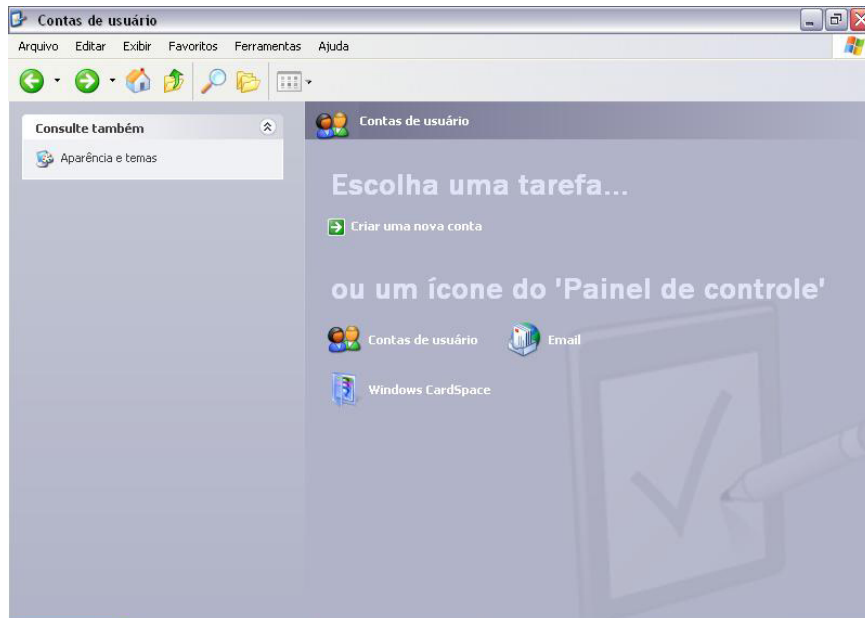 Contas de usuário
Arquivo Editar Exibir Favoritos Ferramentas Ajuda
Consulte também
Aparência e temas
Contas de usuário
Escolha uma tarefa...
Criar uma nova conta
ou um ícone do 'Painel de controle'
Contas de usuário Email
Windows CardSpace